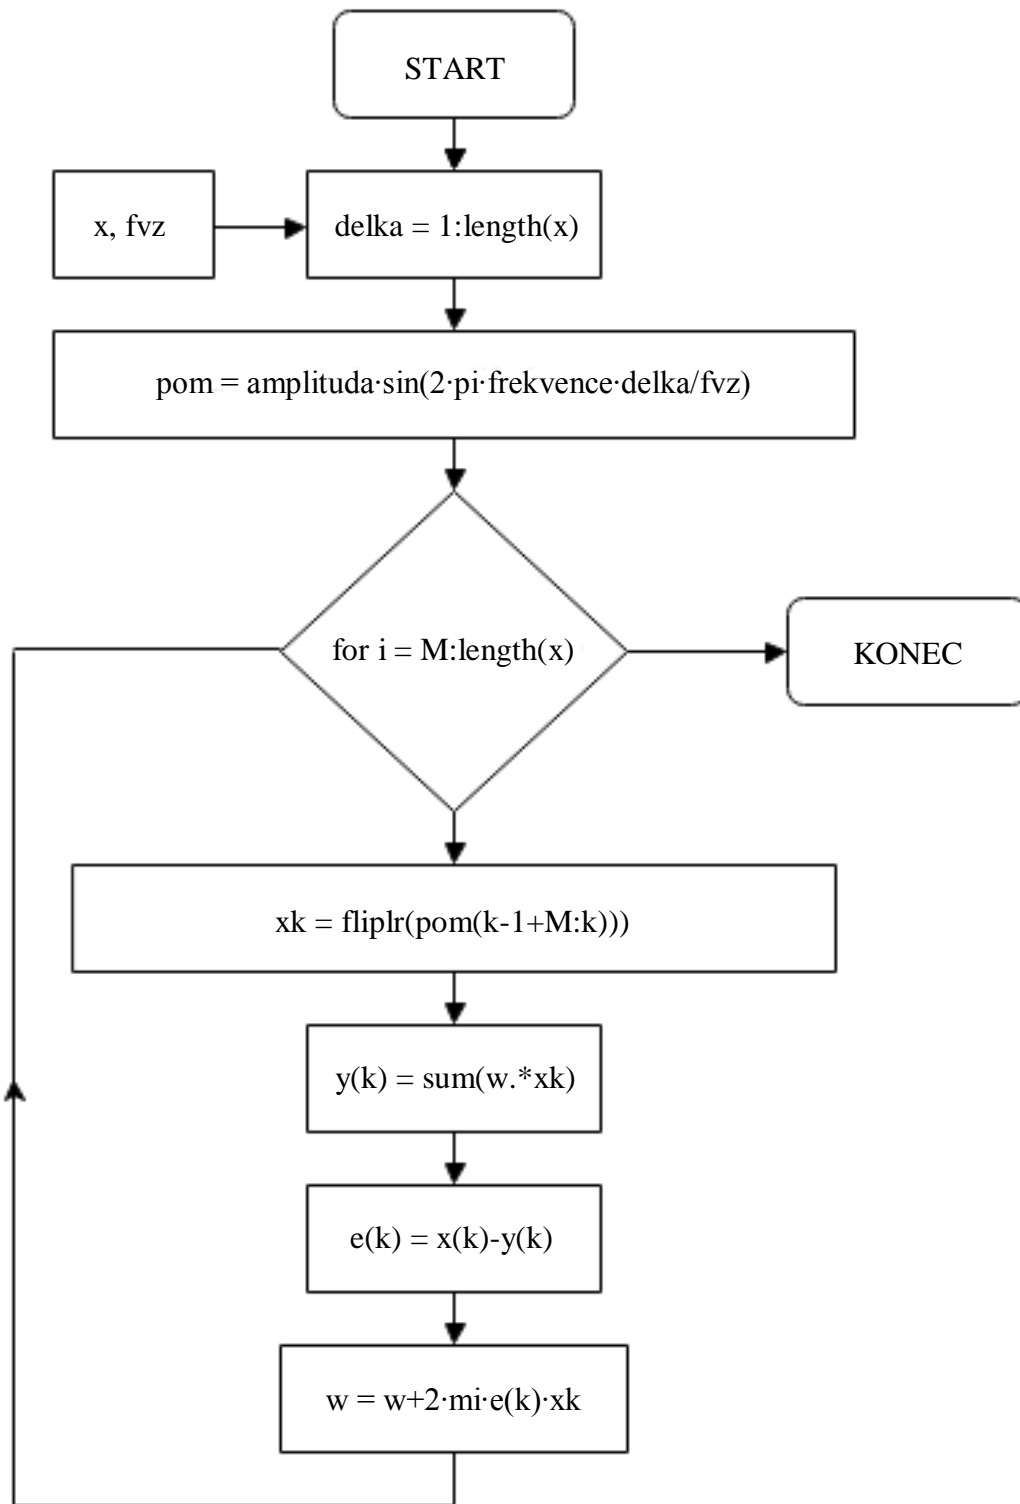 START
x, fvz
delka = 1:length(x)
pom = amplituda·sin(2·pi·frekvence·delka/fvz)
for i = M:length(x)
KONEC
xk = fliplr(pom(k-1+M:k)))
y(k) = sum(w.*xk)
e(k) = x(k)-y(k)
w = w+2·mi·e(k)·xk